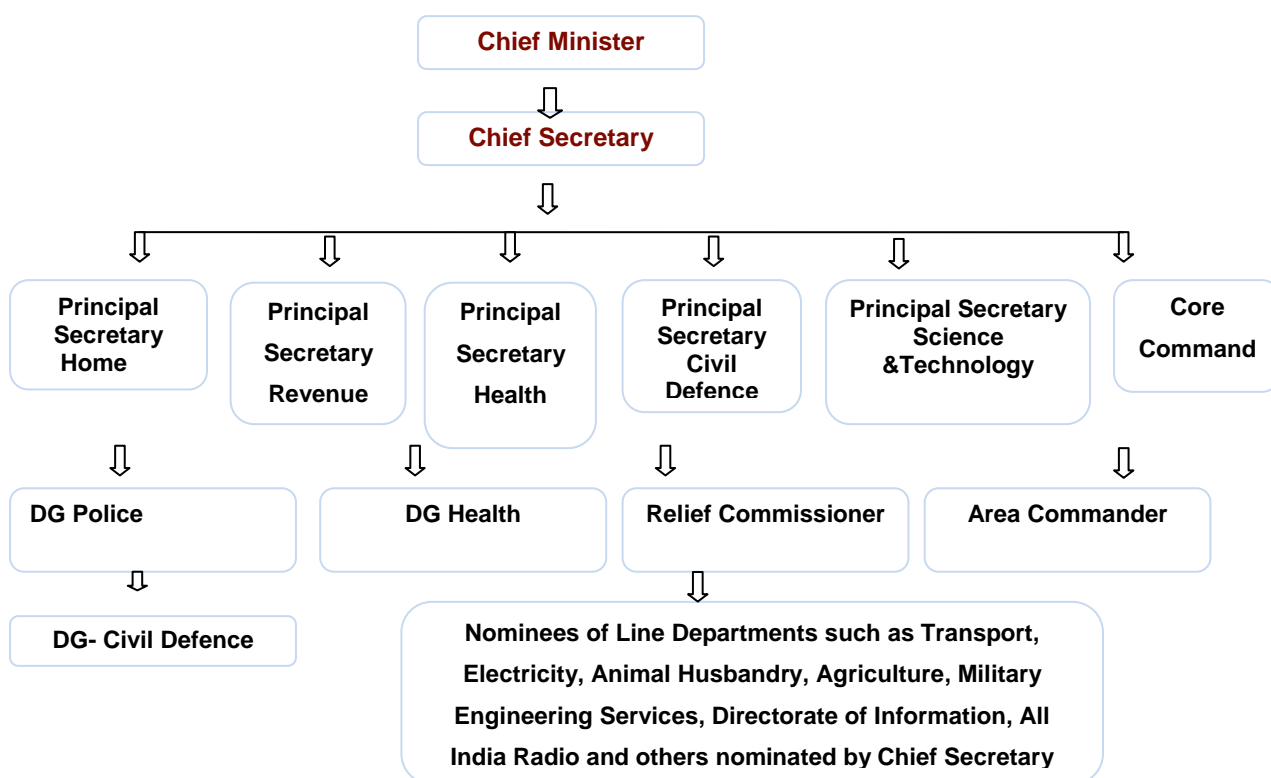 Chief Minister
Chief Secretary
Principal
Secretary
Home
Principal
Secretary
Revenue
Principal
Secretary
Health
Principal
Secretary
Civil
Defence
Principal Secretary
Science
&Technology
Core
Command
DG Police
DG Health
Relief Commissioner
Area Commander
DG- Civil Defence
Nominees of Line Departments such as Transport,
Electricity, Animal Husbandry, Agriculture, Military
Engineering Services, Directorate of Information, All
India Radio and others nominated by Chief Secretary